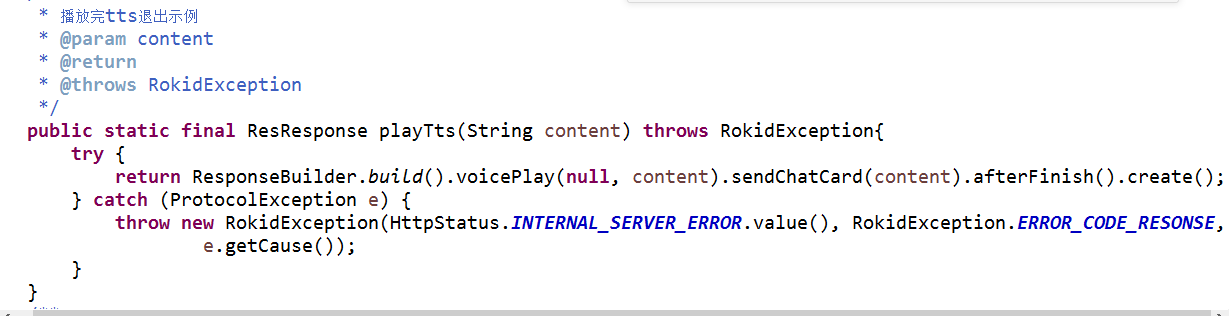 * 播放完tts退出示例
* @param content
* @return
* @throws RokidException
*/
public static final ResResponse playTts(String content) throws RokidException{
try {
return ResponseBuilder.build().voicePlay(null, content).sendChatCard(content).afterFinish().create();
} catch (ProtocolException e) {
throw new RokidException(HttpStatus.INTERNAL_SERVER_ERROR.value(), RokidException.ERROR_CODE_RESONSE,
e.getCause());
}
}